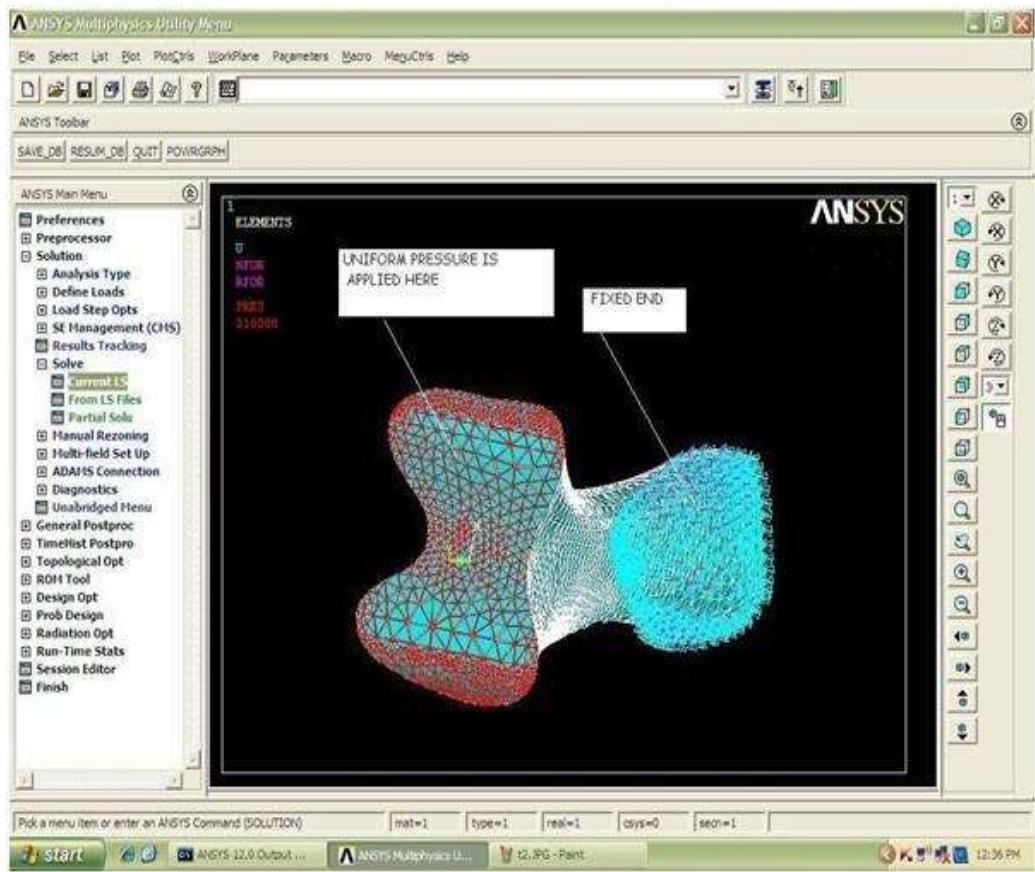 ANSYS Multiphysics Utility Menu
File Select List Plot PlotCtrls WorkPlane Parameters Macro MenuCtrls Help
ANSYS Toolbar
SAVE_DB RESUM_DB QUIT POWRGRPH
ANSYS Main Menu
Preferences
Preprocessor
Solution
Analysis Type
Define Loads
Load Step Opts
SE Management (CMS)
Results Tracking
Solve
Current LS
From LS Files
Partial Solu
Manual Rezoning
Multi-field Set Up
ADAMS Connection
Diagnostics
Unabridged Menu
General Postproc
TimeHist Postpro
Topological Opt
ROM Tool
Design Opt
Prob Design
Radiation Opt
Run-Time Stats
Session Editor
Finish
1
ELEMENTS
U
NFOR
RFOR
ANSYS
UNIFORM PRESSURE IS
APPLIED HERE
FIXED END
Pick a menu item or enter an ANSYS Command (SOLUTION) mat=1 type=1 real=1 csys=0 secn=1
start ANSYS 12.0 Output ... ANSYS Multiphysics U... t2.JPG - Paint 12:36 PM